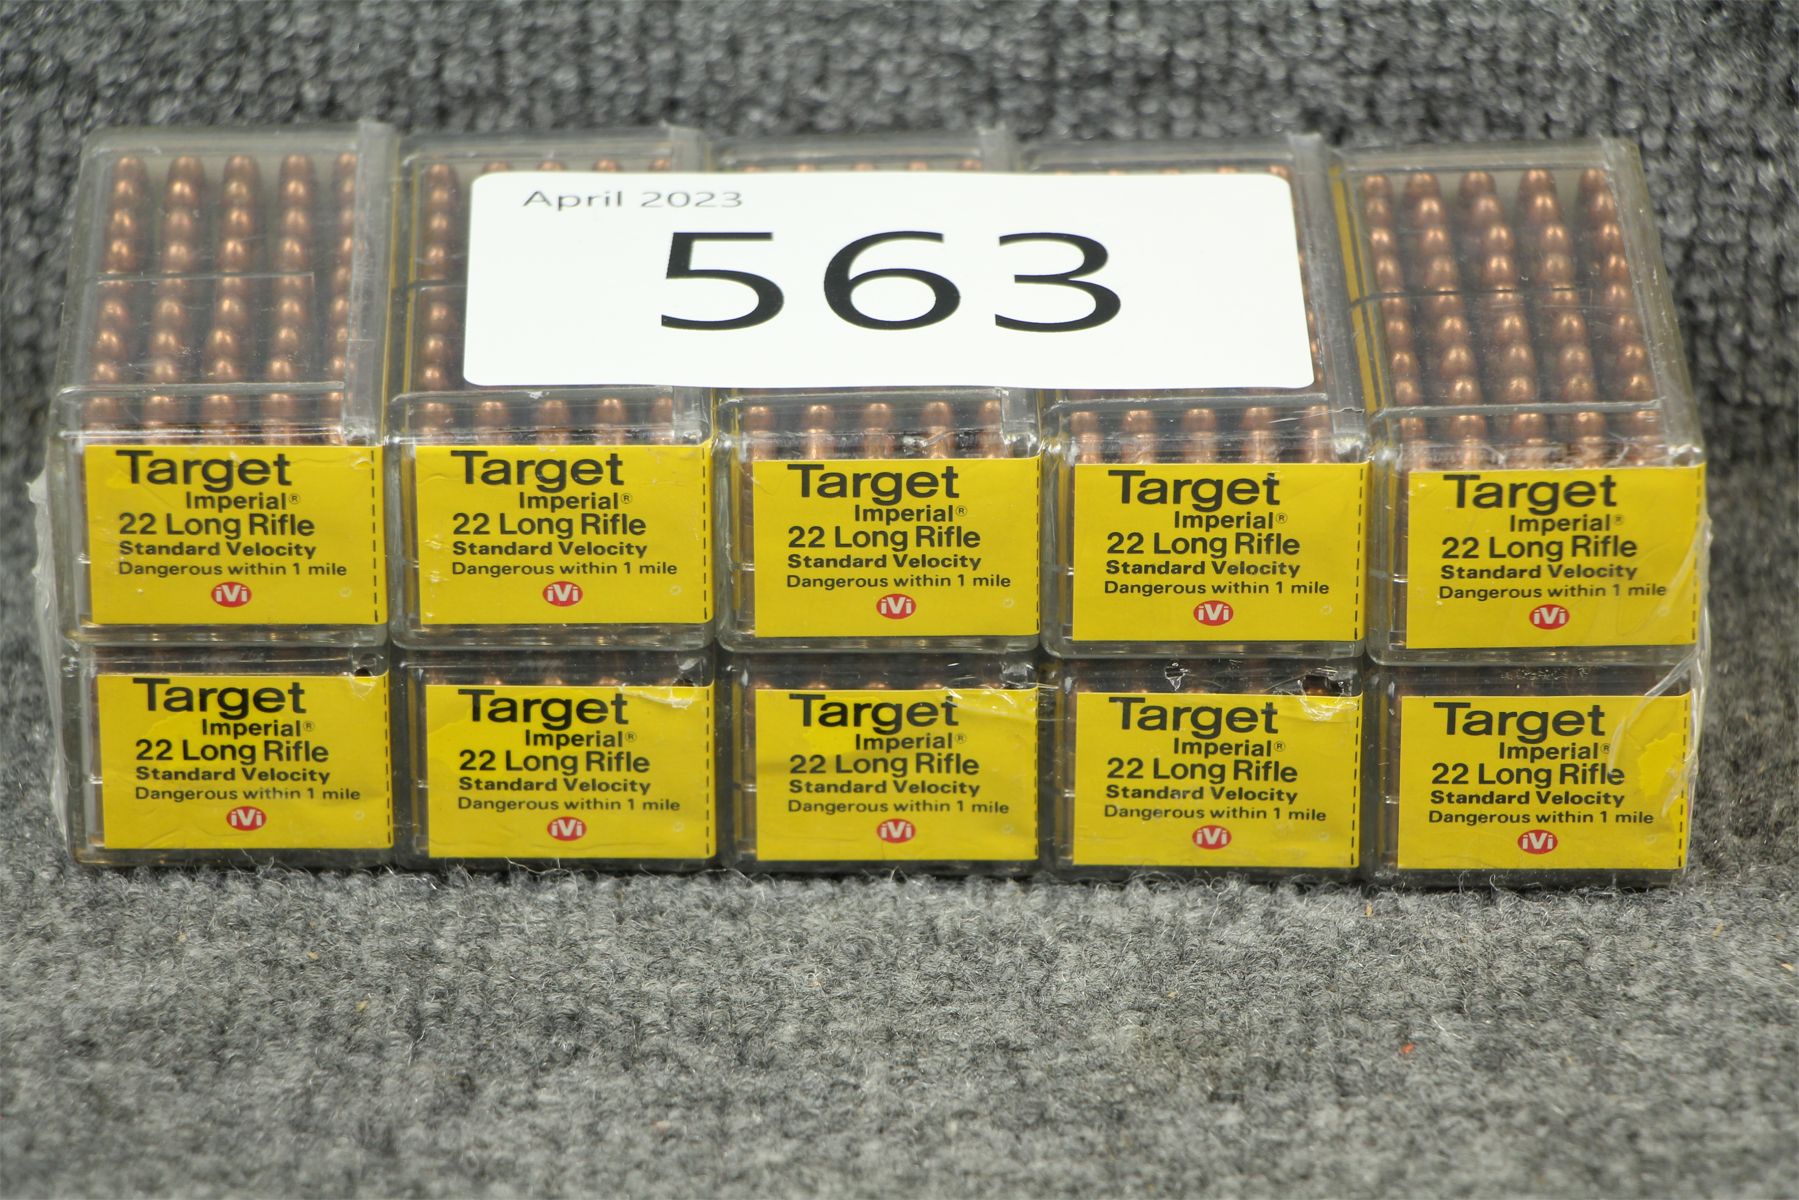 April 2023
563
Target
Imperial®
22 Long Rifle
Standard Velocity
Dangerous within 1 mile
iVi
Target
Imperial®
22 Long Rifle
Standard Velocity
Dangerous within 1 mile
iVi
Target
Imperial®
22 Long Rifle
Standard Velocity
Dangerous within 1 mile
iVi
Target
Imperial®
22 Long Rifle
Standard Velocity
Dangerous within 1 mile
iVi
Target
Imperial®
22 Long Rifle
Standard Velocity
Dangerous within 1 mile
iVi
Target
Imperial®
22 Long Rifle
Standard Velocity
Dangerous within 1 mile
iVi
Target
Imperial®
22 Long Rifle
Standard Velocity
Dangerous within 1 mile
iVi
Target
Imperial®
22 Long Rifle
Standard Velocity
Dangerous within 1 mile
iVi
Target
Imperial®
22 Long Rifle
Standard Velocity
Dangerous within 1 mile
iVi
Target
Imperial®
22 Long Rifle
Standard Velocity
Dangerous within 1 mile
iVi